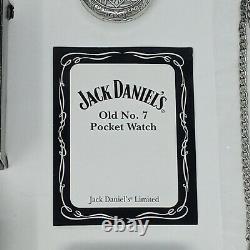 JACK DANIEL'S®
Old No. 7
Pocket Watch
Jack Daniel's® Limited